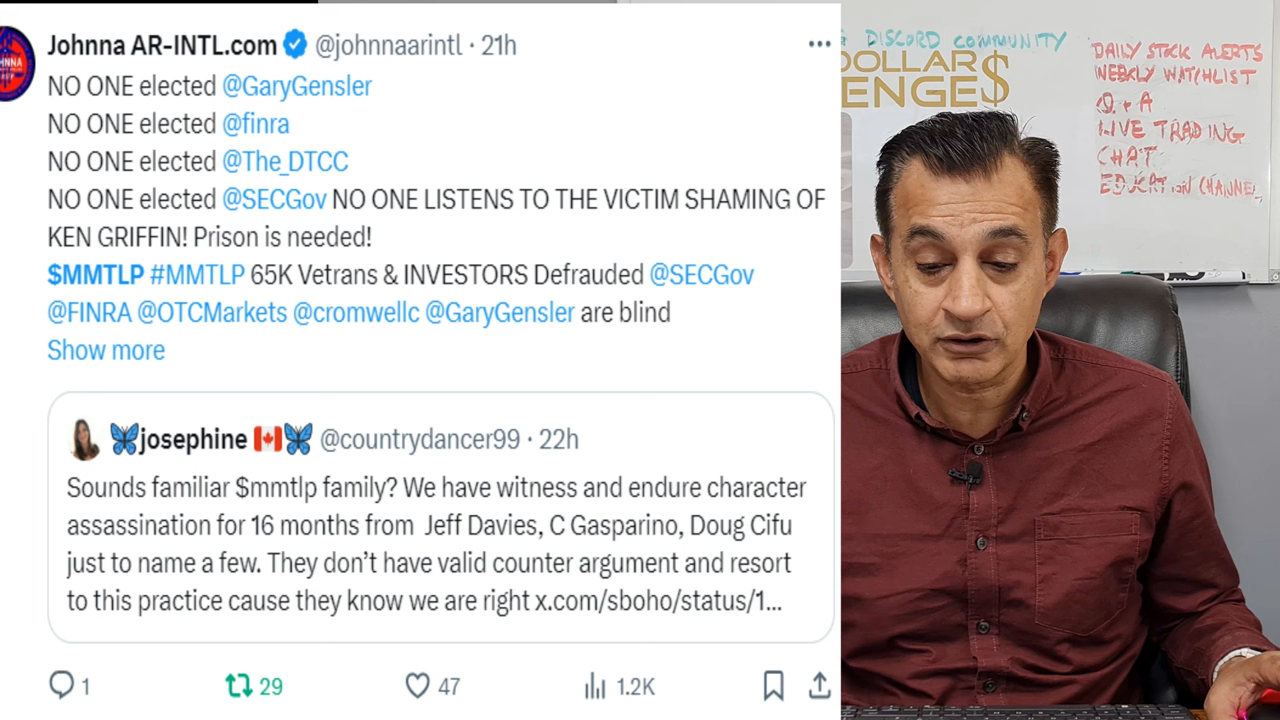 Johnna AR-INTL.com @johnnaarintl · 21h
NO ONE elected @GaryGensler
NO ONE elected @finra
NO ONE elected @The_DTCC
NO ONE elected @SECGov NO ONE LISTENS TO THE VICTIM SHAMING OF
KEN GRIFFIN! Prison is needed!
$MMTLP #MMTLP 65K Vetrans & INVESTORS Defrauded @SECGov
@FINRA @OTCMarkets @cromwellc @GaryGensler are blind
Show more
🦋josephine 🇨🇦🦋 @countrydancer99 · 22h
Sounds familiar $mmtlp family? We have witness and endure character
assassination for 16 months from Jeff Davies, C Gasparino, Doug Cifu
just to name a few. They don’t have valid counter argument and resort
to this practice cause they know we are right x.com/sboho/status/1...
1
29
47
1.2K
DISCORD COMMUNITY
DOLLAR
ENGE$
DAILY STOCK ALERTS
WEEKLY WATCHLIST
Q + A
LIVE TRADING
CHAT